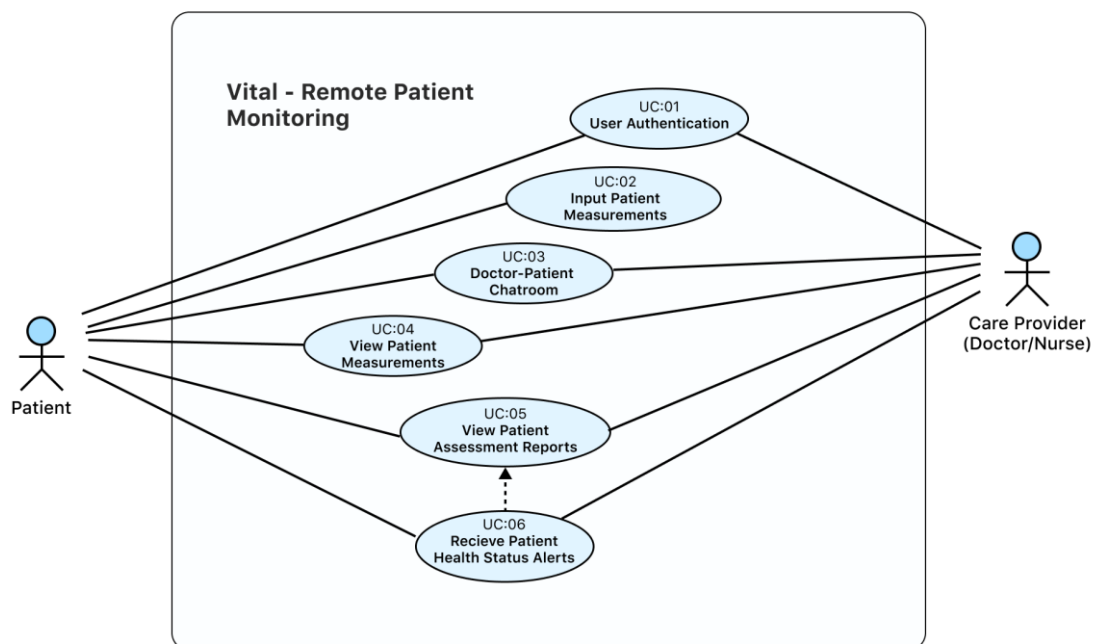 Vital - Remote Patient
Monitoring
UC:01
User Authentication
UC:02
Input Patient
Measurements
UC:03
Doctor-Patient
Chatroom
UC:04
View Patient
Measurements
UC:05
View Patient
Assessment Reports
UC:06
Recieve Patient
Health Status Alerts
Patient
Care Provider
(Doctor/Nurse)